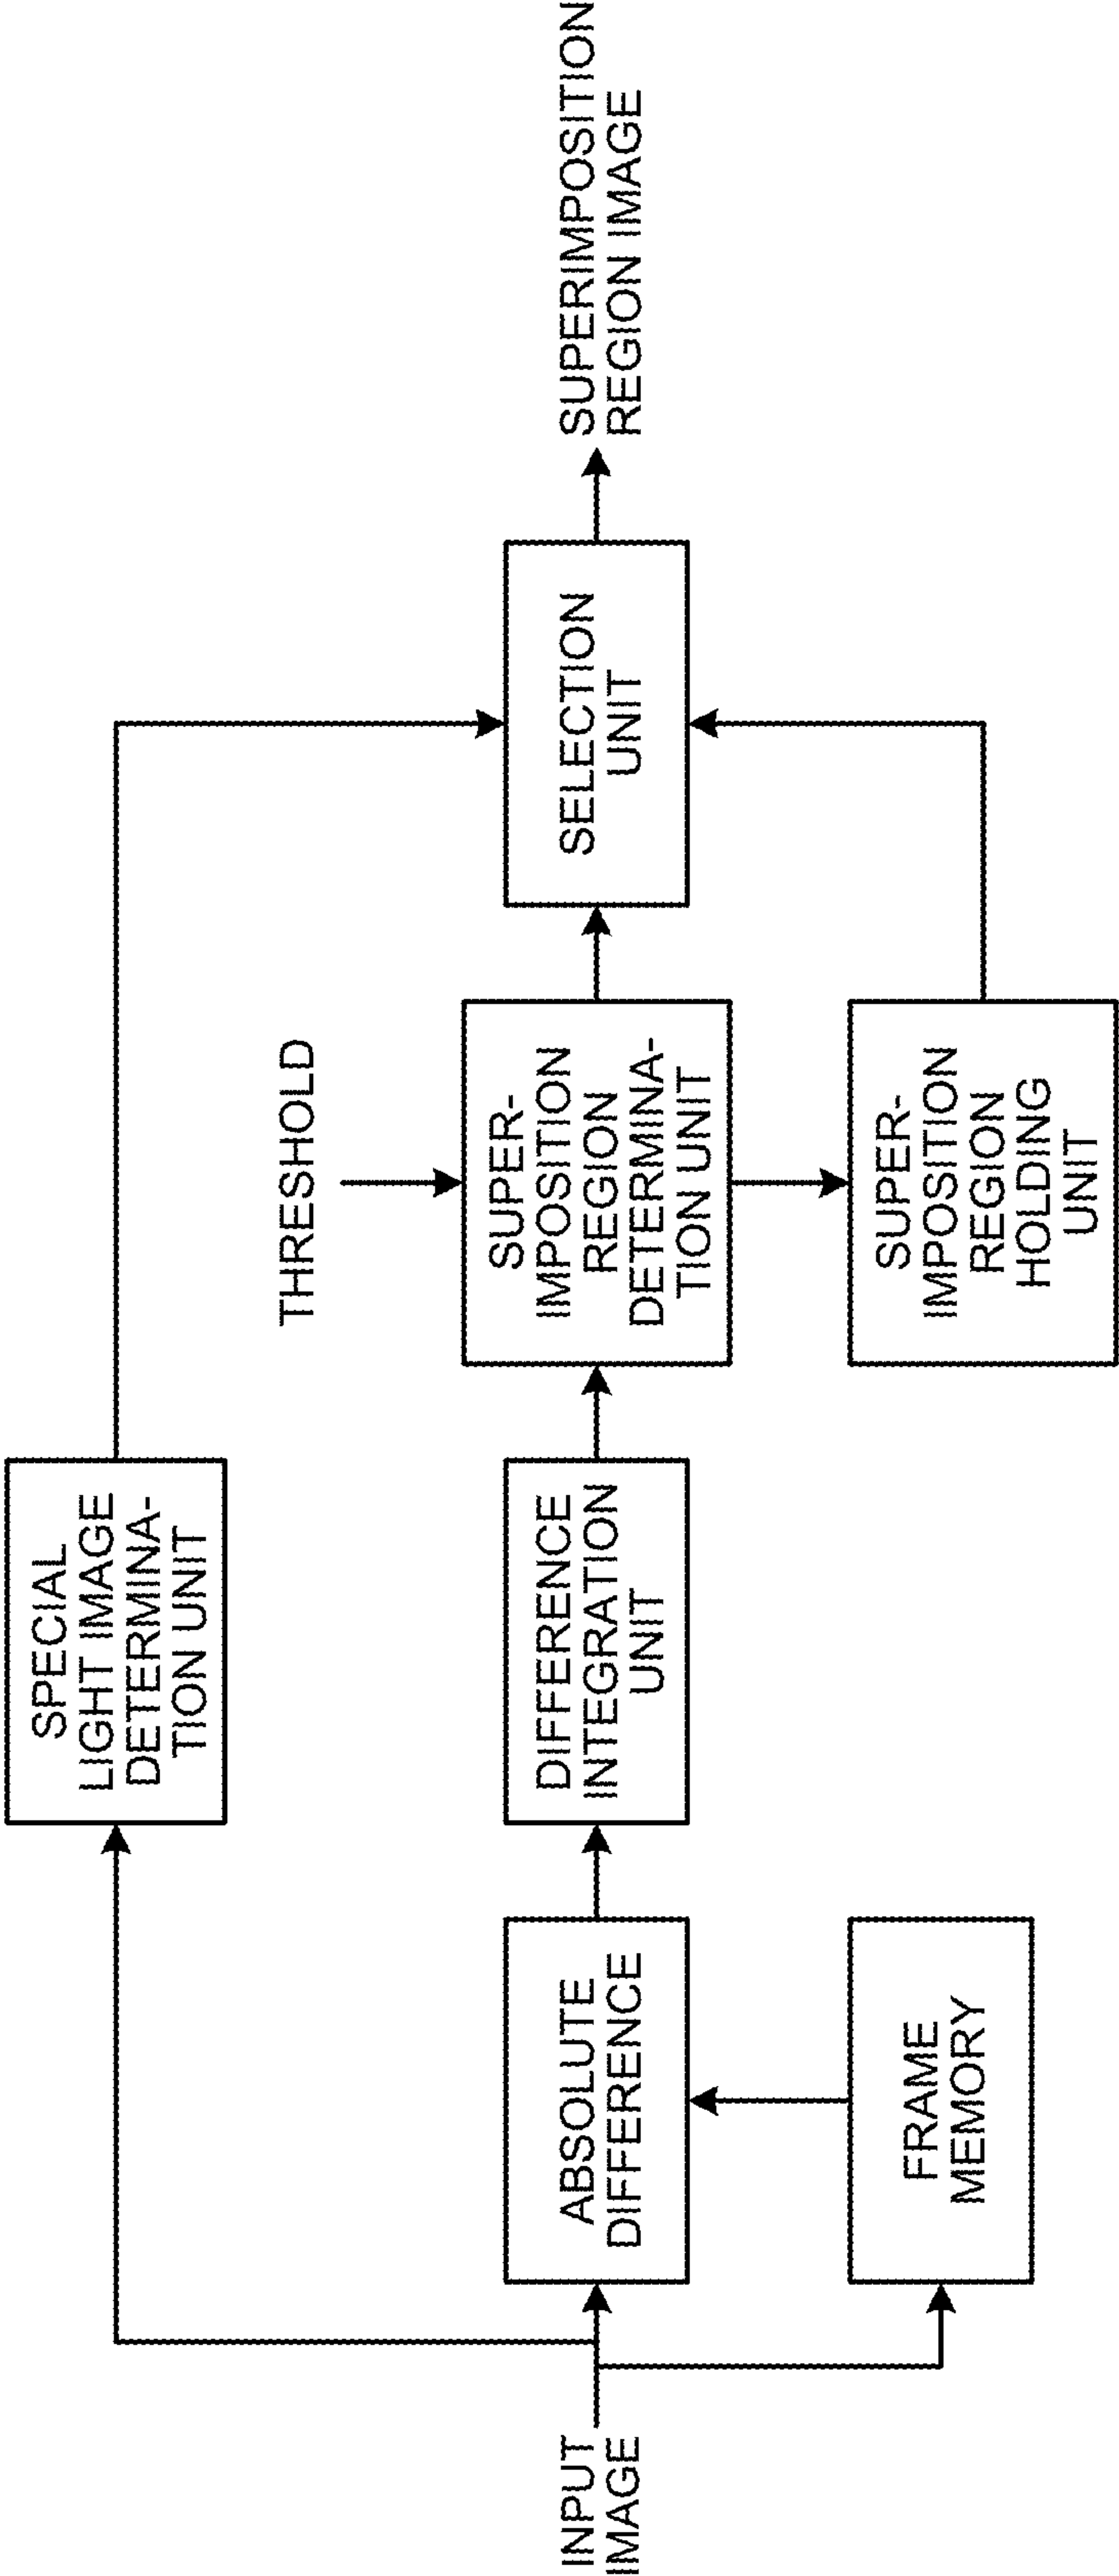 INPUT
IMAGE
SPECIAL
LIGHT IMAGE
DETERMINA-
TION UNIT
ABSOLUTE
DIFFERENCE
FRAME
MEMORY
DIFFERENCE
INTEGRATION
UNIT
THRESHOLD
SUPER-
IMPOSITION
REGION
DETERMINA-
TION UNIT
SUPER-
IMPOSITION
REGION
HOLDING
UNIT
SELECTION
UNIT
SUPERIMPOSITION
REGION IMAGE